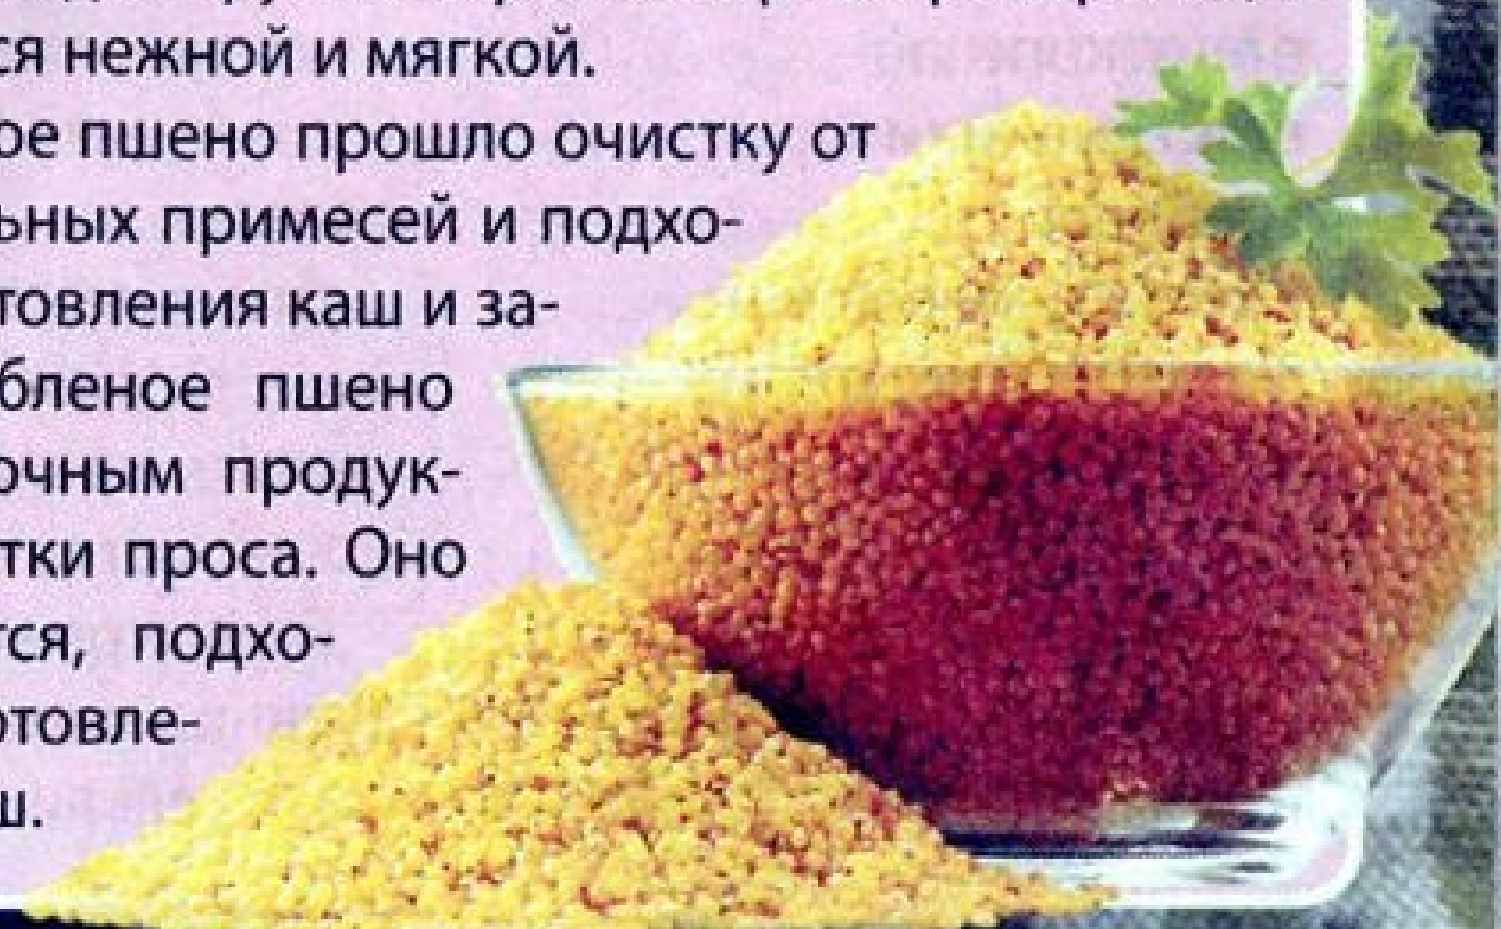 ся нежной и мягкой.
ое пшено прошло очистку от
ьных примесей и подхо-
товления каш и за-
бленое пшено
очным продук-
тки проса. Оно
тся, подхо-
отовле-
ш.